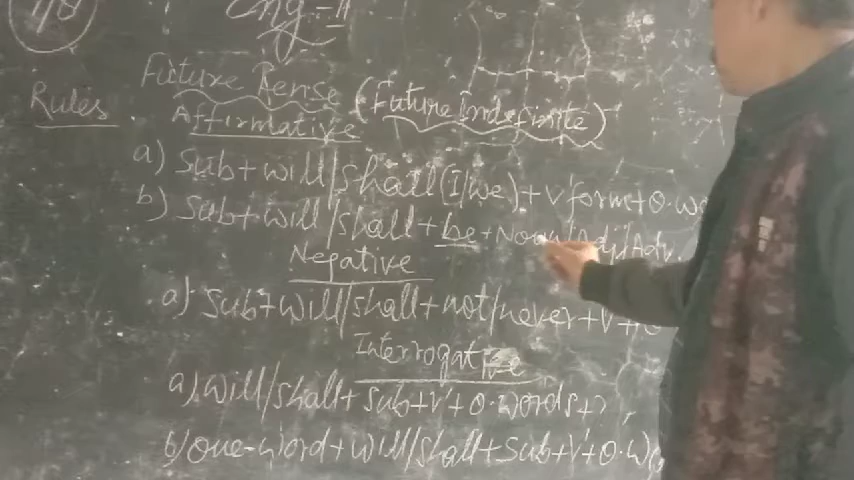 Eng-II
Future Tense (Future Indefinite)
Rules
Affirmative
a) Sub+will/shall(I/we)+V'form+O.wo
b) Sub+will/shall+be+Noun/Adj/Adv
Negative
a) Sub+will/shall+not/never+V'+O
Interrogative
a) will/shall+Sub+V'+O.words+?
b) one-word+will/shall+Sub+V'+O.w